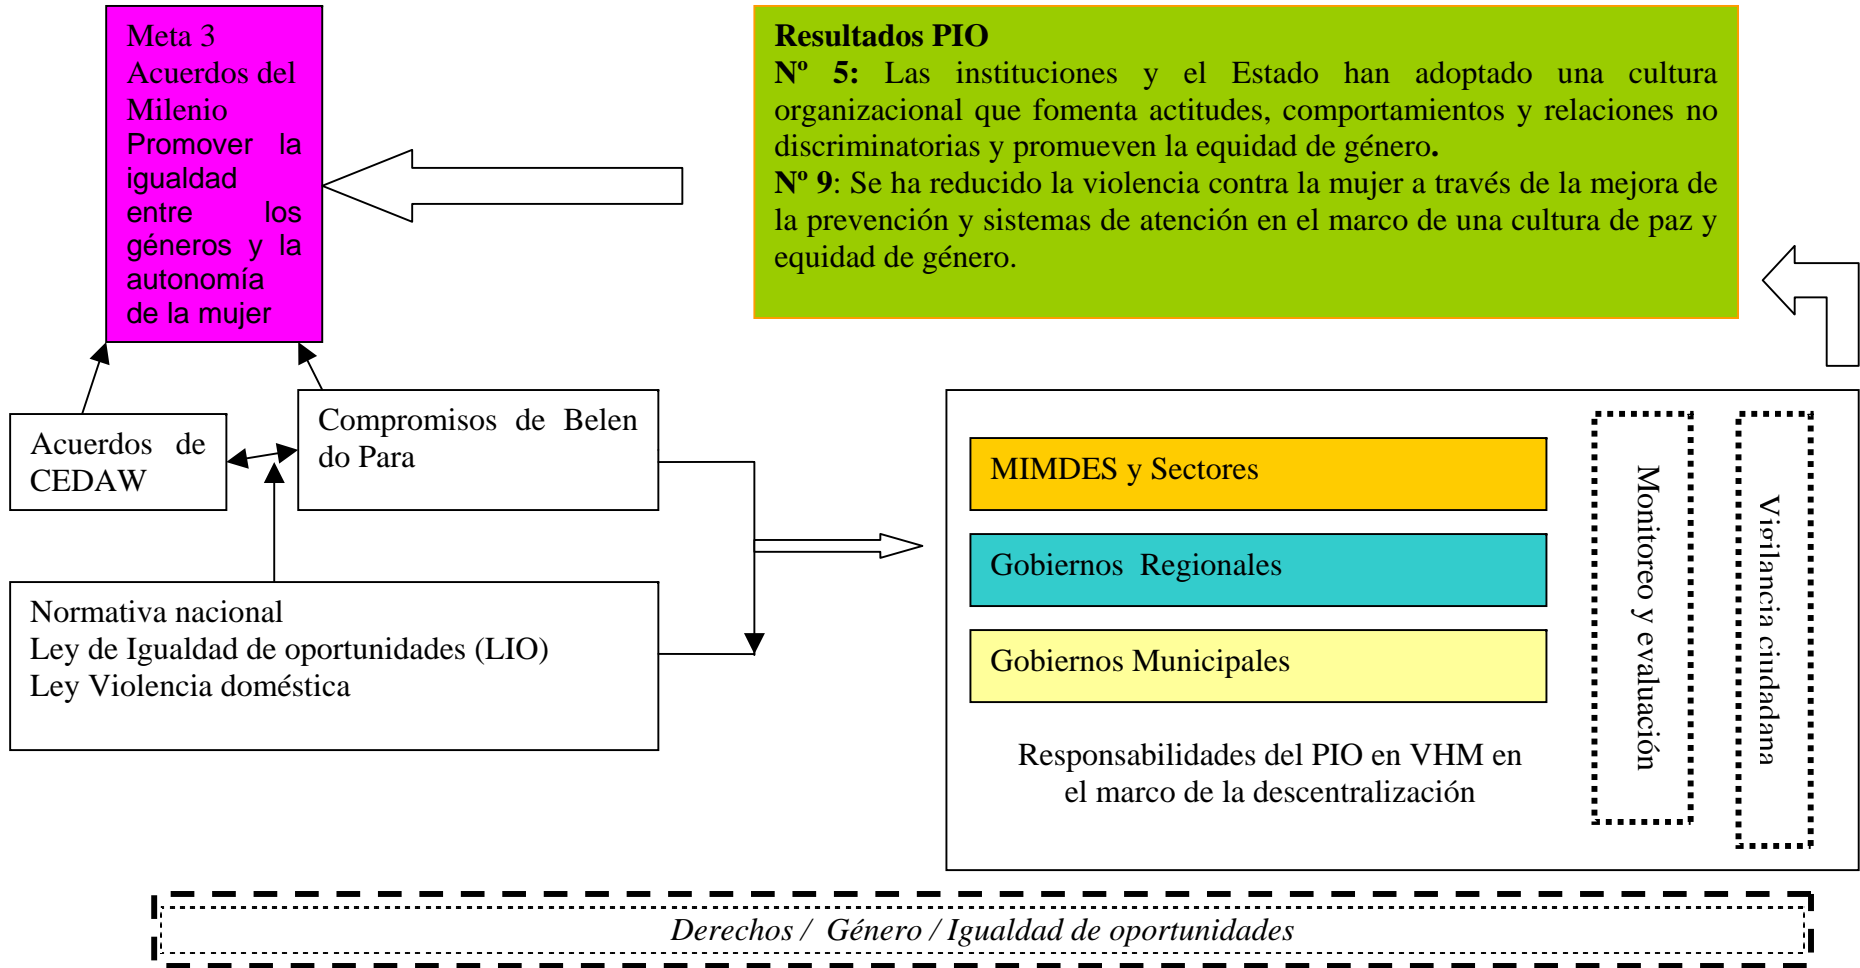 Meta 3
Acuerdos del
Milenio
Promover la
igualdad
entre los
géneros y la
autonomía
de la mujer
Resultados PIO
Nº 5: Las instituciones y el Estado han adoptado una cultura
organizacional que fomenta actitudes, comportamientos y relaciones no
discriminatorias y promueven la equidad de género.
Nº 9: Se ha reducido la violencia contra la mujer a través de la mejora de
la prevención y sistemas de atención en el marco de una cultura de paz y
equidad de género.
Acuerdos de
CEDAW
Compromisos de Belen
do Para
Normativa nacional
Ley de Igualdad de oportunidades (LIO)
Ley Violencia doméstica
MIMDES y Sectores
Gobiernos Regionales
Gobiernos Municipales
Responsabilidades del PIO en VHM en
el marco de la descentralización
Monitoreo y evaluación
Vigilancia ciudadana
Derechos / Género / Igualdad de oportunidades